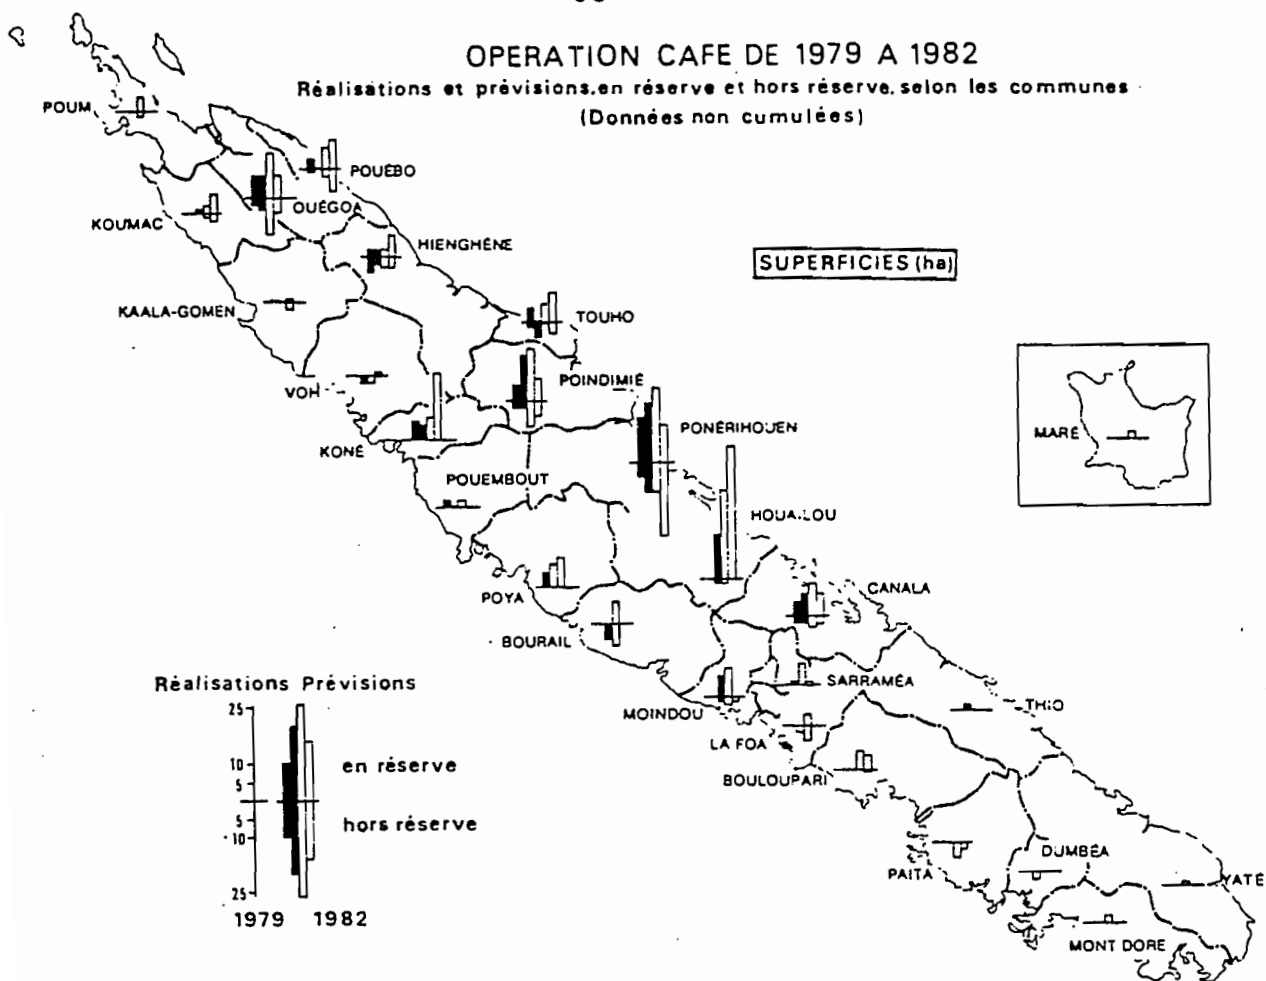 OPERATION CAFE DE 1979 A 1982
Réalisations et prévisions.en réserve et hors réserve, selon les communes
(Données non cumulées)
POUM
POUÉBO
OUÉGOA
KOUMAC
HIENGHÈNE
SUPERFICIES (ha)
KAALA-GOMEN
TOUHO
VOH
POINDIMIÉ
PONÉRIHOUEN
MARÉ
KONÉ
POUEMBOUT
HOUAILOU
CANALA
POYA
BOURAIL
SARRAMÉA
THIO
MOINDOU
LA FOA
BOULOUPARI
DUMBÉA
PAITA
YATÉ
MONT DORE
Réalisations Prévisions
25
10
5
5
10
25
en réserve
hors réserve
1979 1982